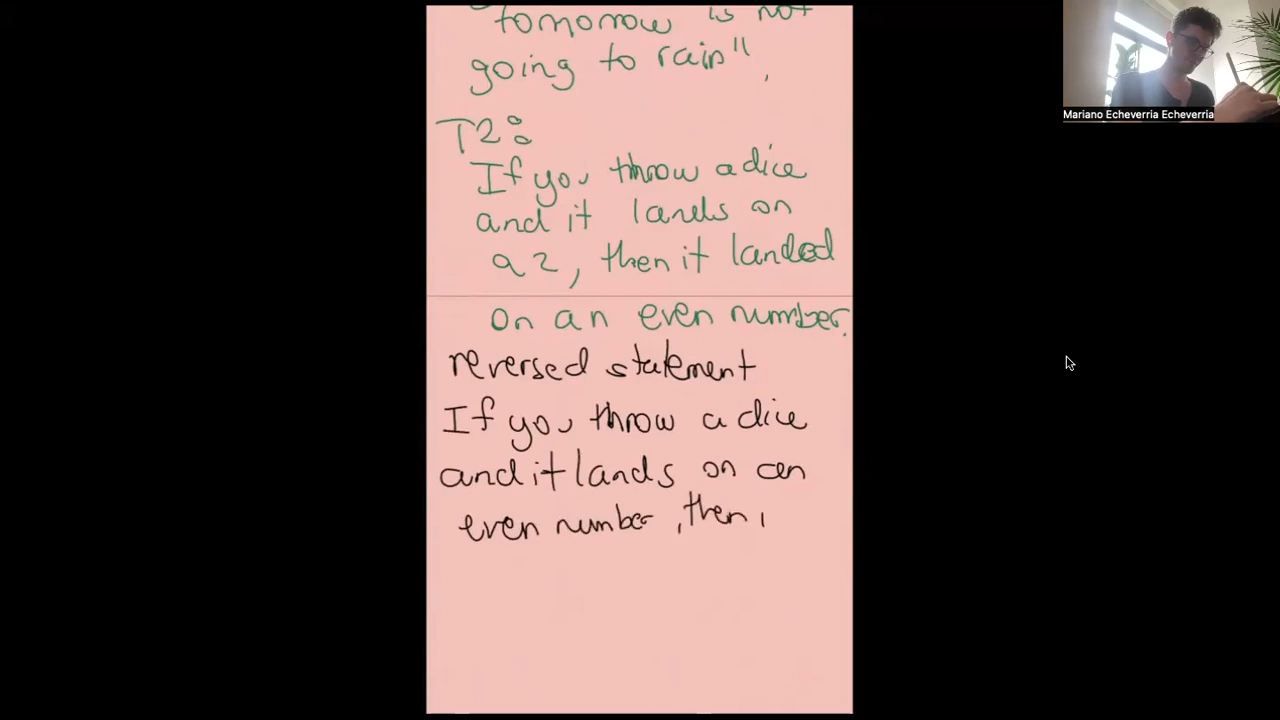 "tomorrow is not
going to rain".
Mariano Echeverria Echeverria
T2:
If you throw a dice
and it lands on
a 2, then it landed
on an even number.
reversed statement
If you throw a dice
and it lands on an
even number, then